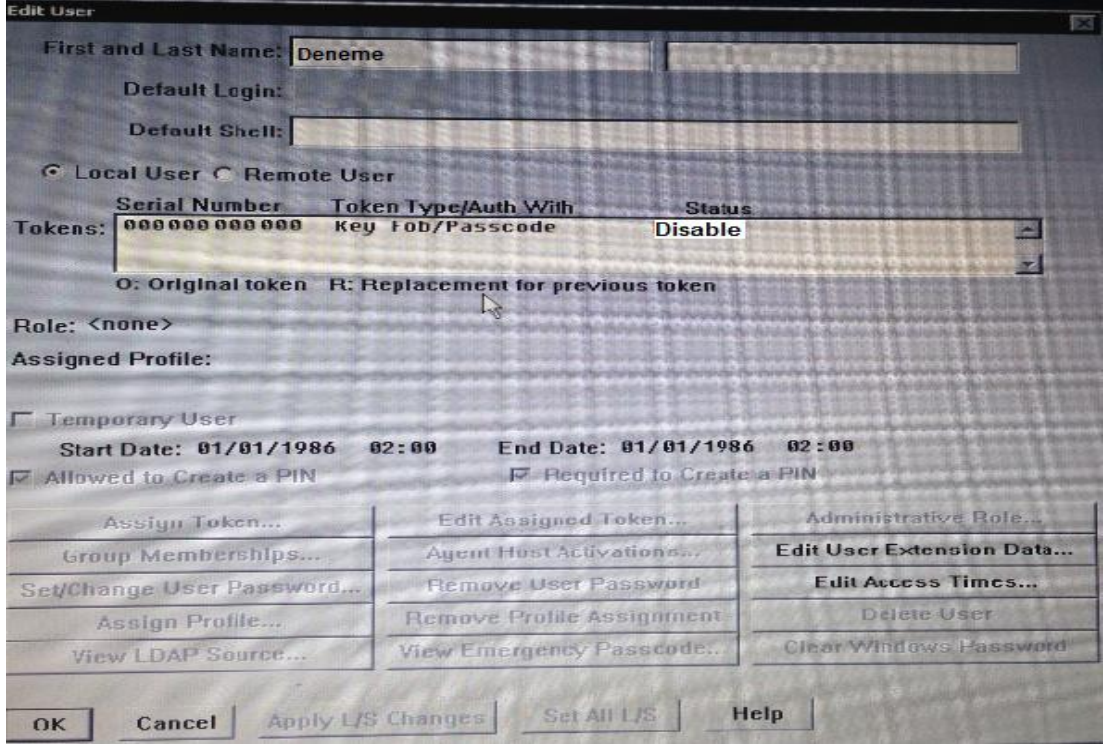 Edit User
First and Last Name: Deneme
Default Login:
Default Shell:
Local User Remote User
Serial Number Token Type/Auth With Status
Tokens: 000000000000 Key Fob/Passcode Disable
O: Original token R: Replacement for previous token
Role: <none>
Assigned Profile:
Temporary User
Start Date: 01/01/1986 02:00 End Date: 01/01/1986 02:00
Allowed to Create a PIN Required to Create a PIN
Assign Token... Edit Assigned Token... Administrative Role...
Group Memberships... Agent Host Activations... Edit User Extension Data...
Set/Change User Password... Remove User Password Edit Access Times...
Assign Profile... Remove Profile Assignment Delete User
View LDAP Source... View Emergency Passcode... Clear Windows Password
OK Cancel Apply L/S Changes Set All L/S Help